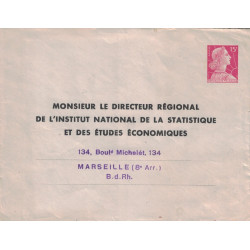 15F
MONSIEUR LE DIRECTEUR RÉGIONAL
DE L'INSTITUT NATIONAL DE LA STATISTIQUE
ET DES ÉTUDES ÉCONOMIQUES
134, Boulᵈ Michelet, 134
MARSEILLE (8e Arr.)
B.d.Rh.